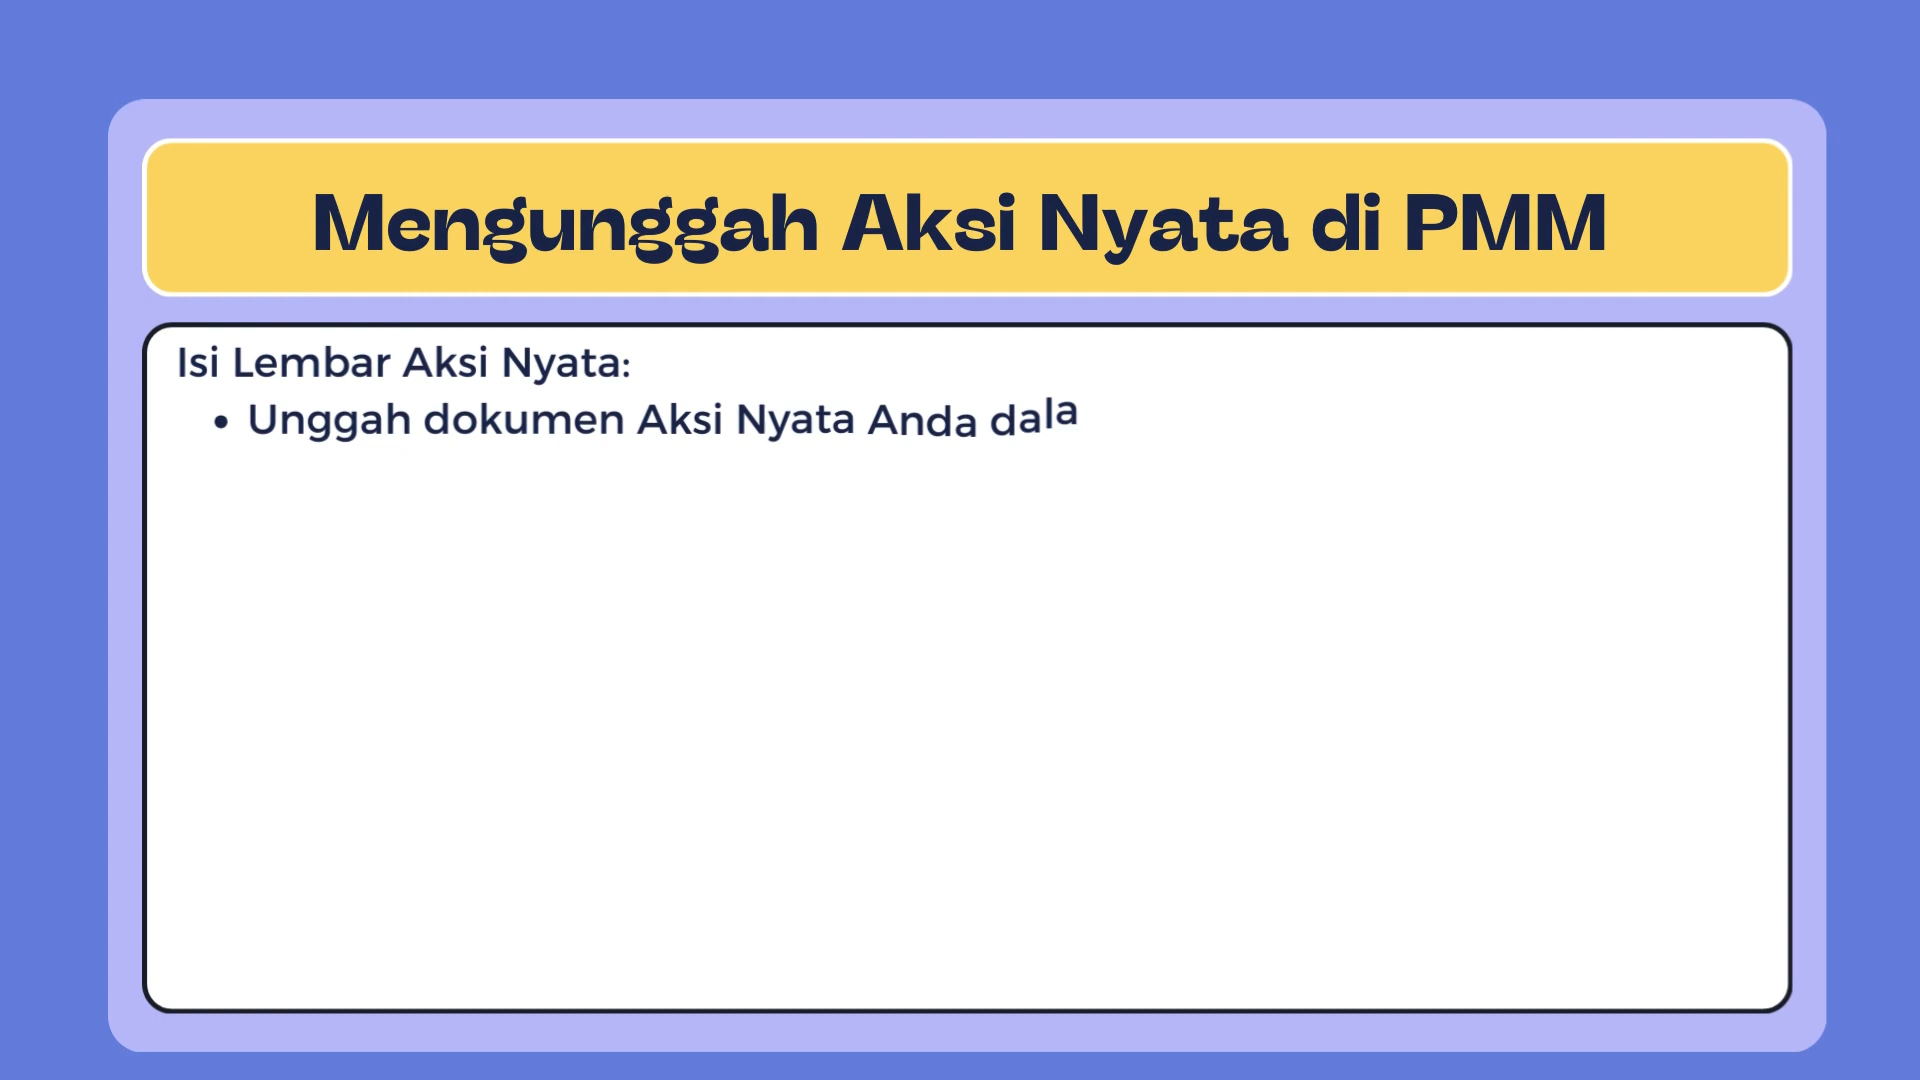 Mengunggah Aksi Nyata di PMM
Isi Lembar Aksi Nyata:
• Unggah dokumen Aksi Nyata Anda dala